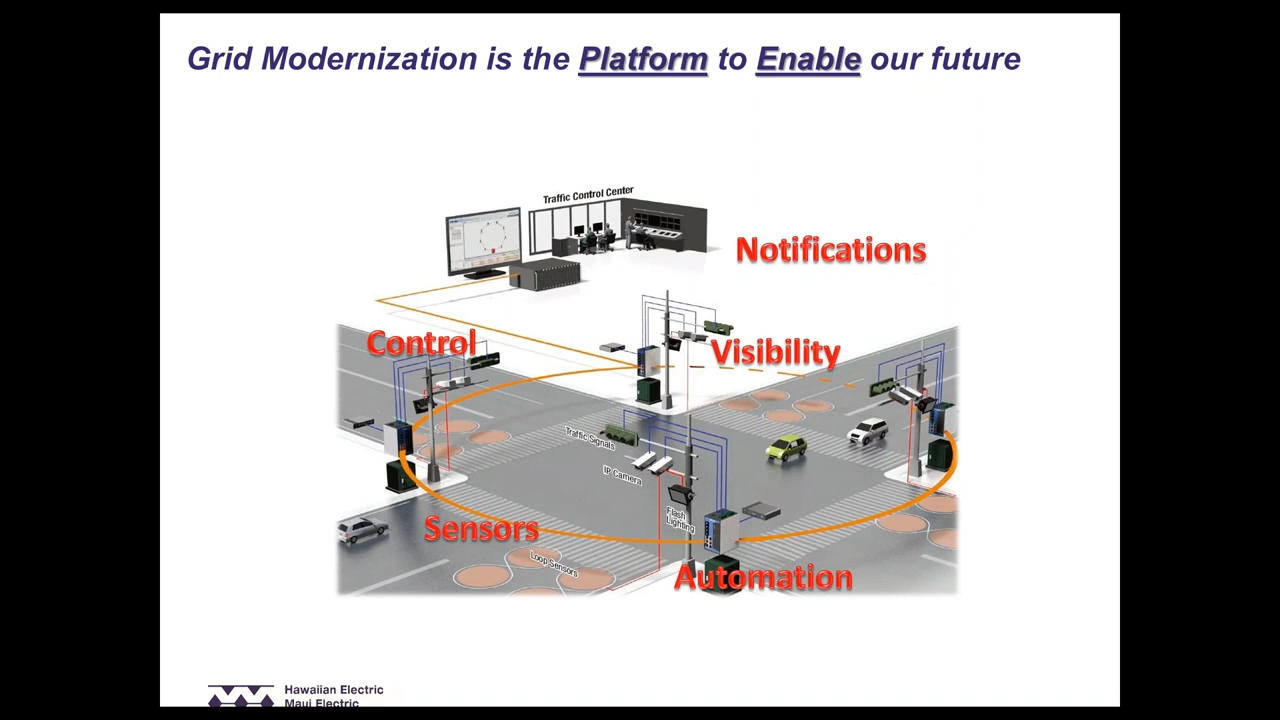 Grid Modernization is the Platform to Enable our future
Traffic Control Center
Notifications
Control
Visibility
Traffic Signals
IP Camera
Flash
Lighting
Sensors
Loop Sensors
Automation
Hawaiian Electric
Maui Electric